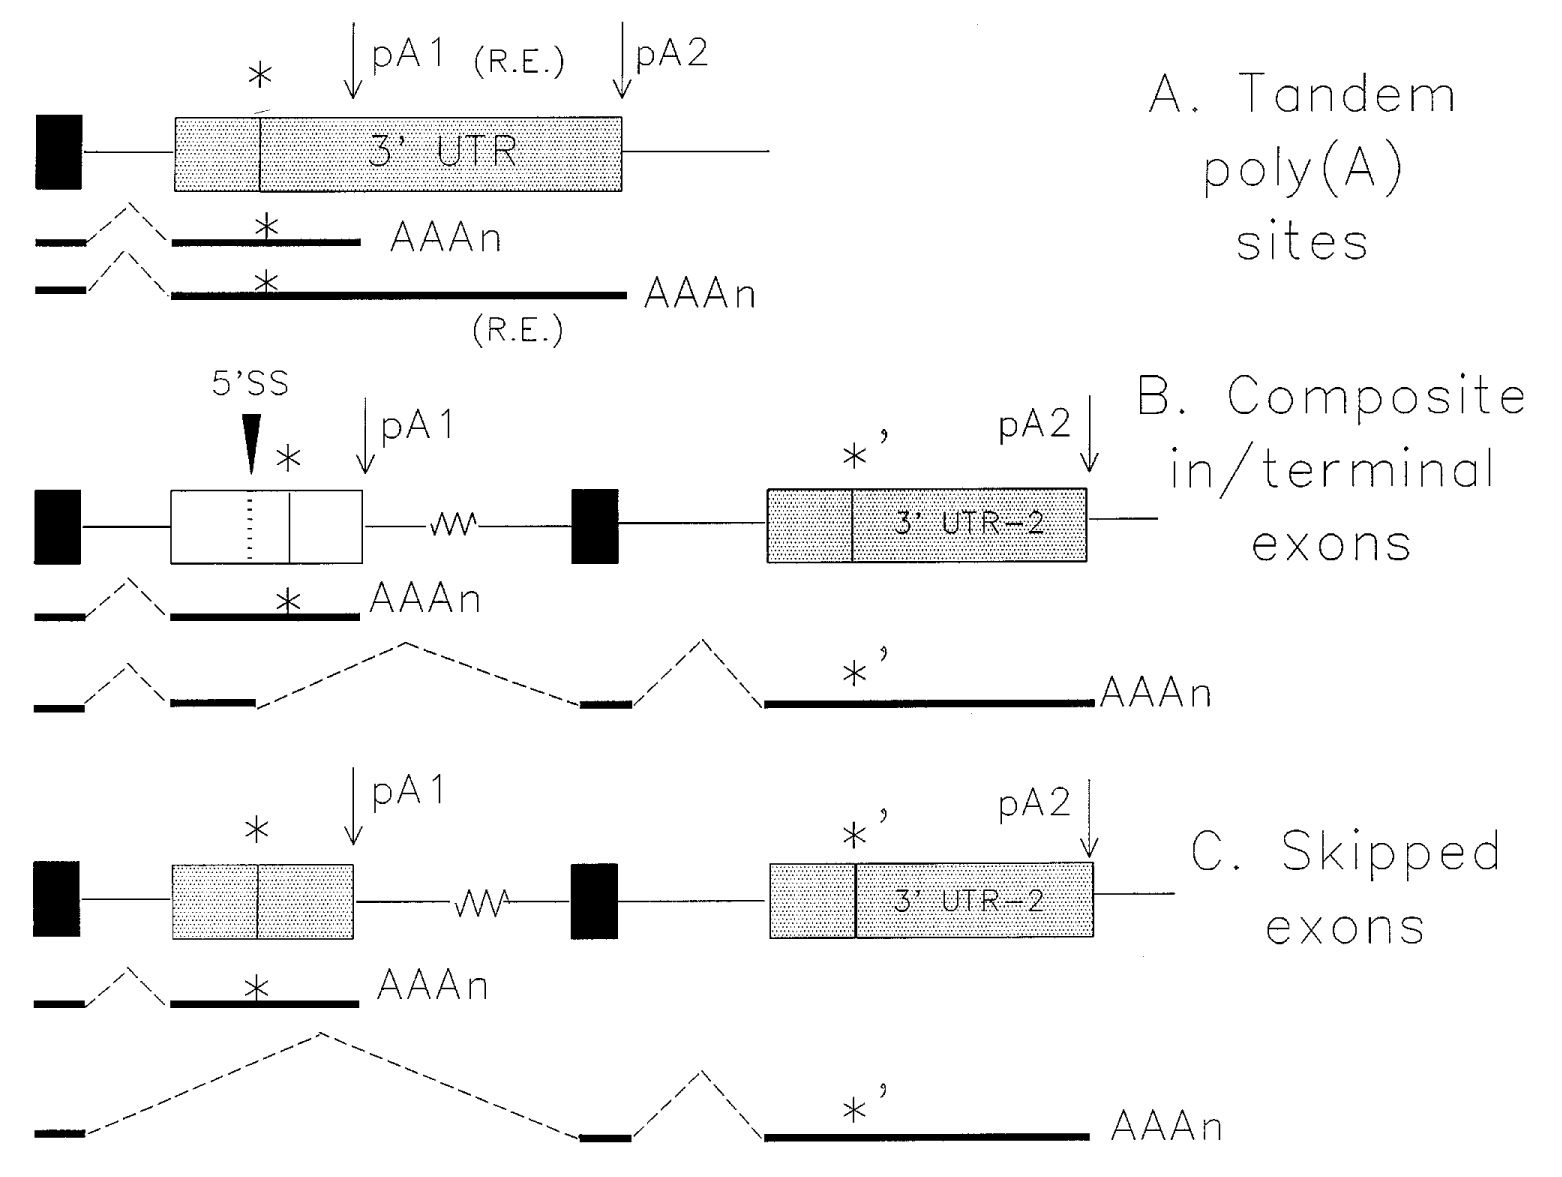 * pA1 (R.E.) pA2
A. Tandem
poly(A)
sites
3' UTR
* AAAn
* AAAn
(R.E.)
5'SS
* pA1
*' pA2
B. Composite
in/terminal
exons
3' UTR-2
* AAAn
*' AAAn
* pA1
*' pA2
C. Skipped
exons
3' UTR-2
* AAAn
*' AAAn